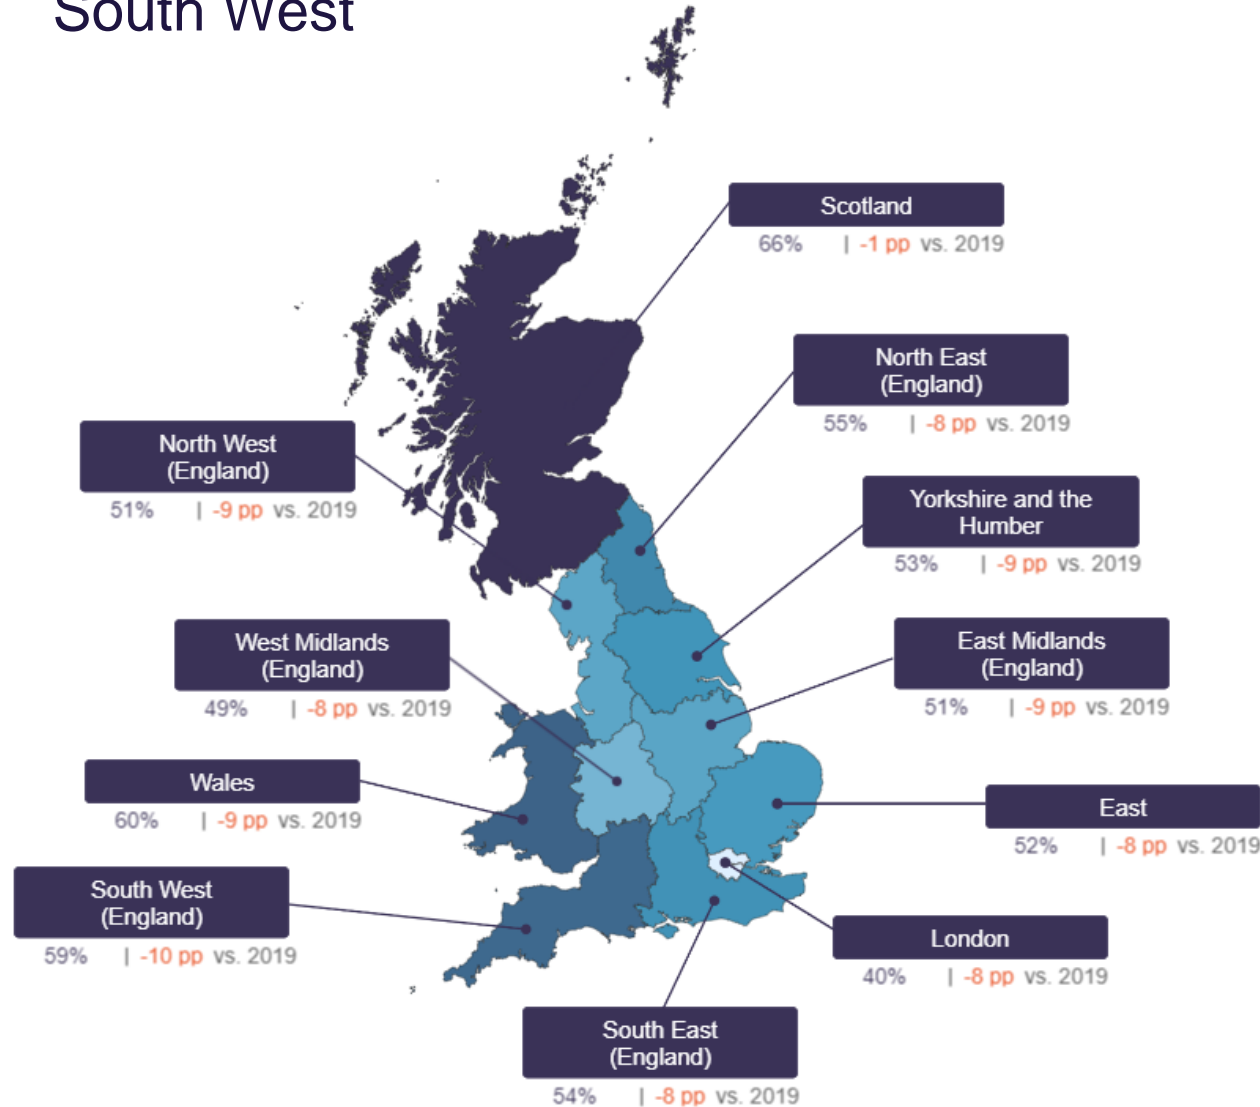 South West
Scotland
66% | -1 pp vs. 2019
North East
(England)
55% | -8 pp vs. 2019
North West
(England)
51% | -9 pp vs. 2019
Yorkshire and the
Humber
53% | -9 pp vs. 2019
West Midlands
(England)
49% | -8 pp vs. 2019
East Midlands
(England)
51% | -9 pp vs. 2019
Wales
60% | -9 pp vs. 2019
East
52% | -8 pp vs. 2019
South West
(England)
59% | -10 pp vs. 2019
London
40% | -8 pp vs. 2019
South East
(England)
54% | -8 pp vs. 2019